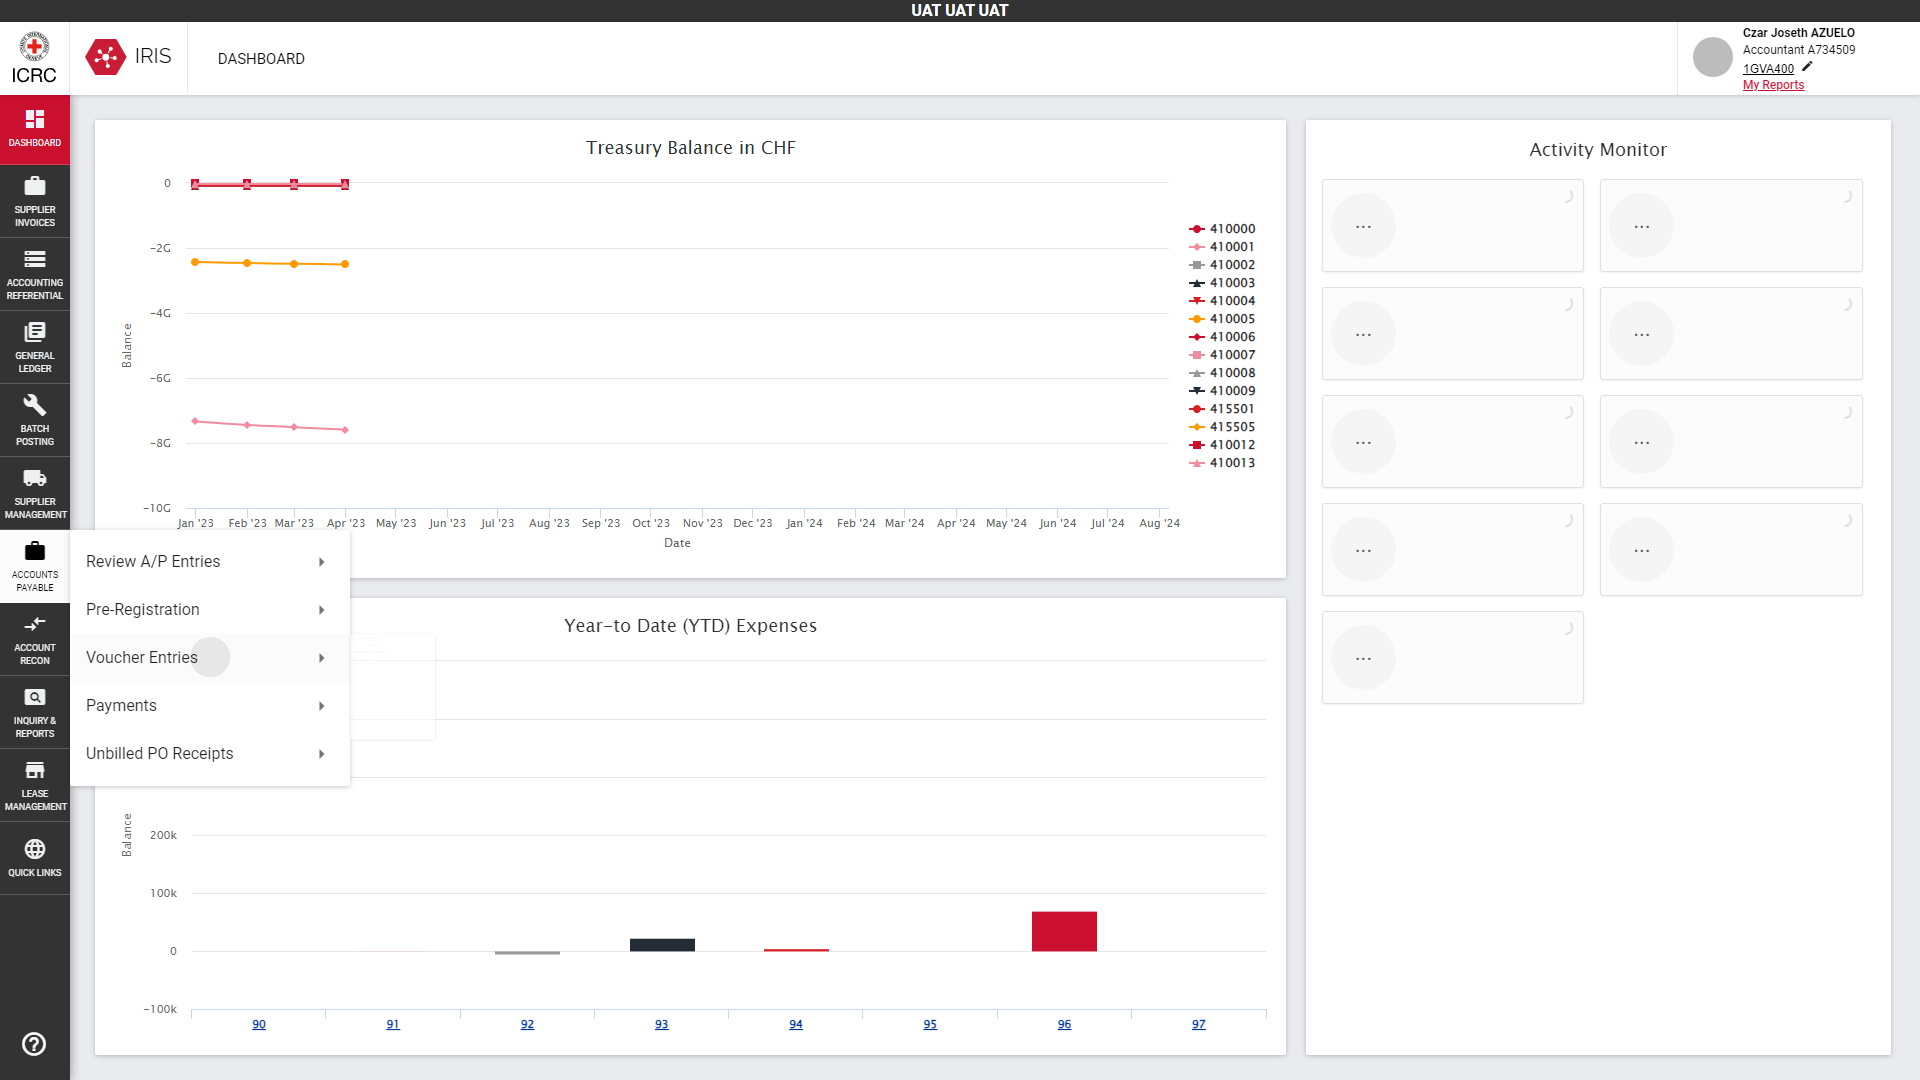 UAT UAT UAT
ICRC
IRIS
DASHBOARD
Czar Joseth AZUELO
Accountant A734509
1GVA400
My Reports
DASHBOARD
SUPPLIER
INVOICES
ACCOUNTING
REFERENTIAL
GENERAL
LEDGER
BATCH
POSTING
SUPPLIER
MANAGEMENT
ACCOUNTS
PAYABLE
ACCOUNT
RECON
INQUIRY &
REPORTS
LEASE
MANAGEMENT
QUICK LINKS
Review A/P Entries
Pre-Registration
Voucher Entries
Payments
Unbilled PO Receipts
Treasury Balance in CHF
Balance
0
−2G
−4G
−6G
−8G
−10G
Jan '23 Feb '23 Mar '23 Apr '23 May '23 Jun '23 Jul '23 Aug '23 Sep '23 Oct '23 Nov '23 Dec '23 Jan '24 Feb '24 Mar '24 Apr '24 May '24 Jun '24 Jul '24 Aug '24
Date
410000
410001
410002
410003
410004
410005
410006
410007
410008
410009
415501
415505
410012
410013
Year-to Date (YTD) Expenses
Balance
200k
100k
0
−100k
90 91 92 93 94 95 96 97
Activity Monitor
... ...
... ...
... ...
... ...
...